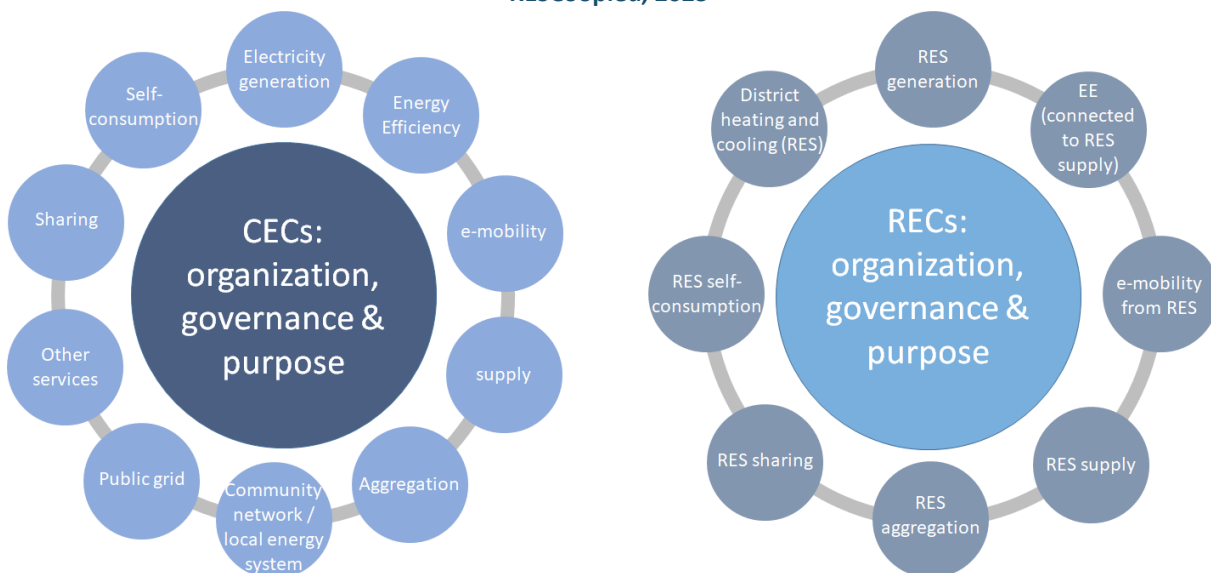 Electricity
generation
Energy
Efficiency
e-mobility
supply
Aggregation
Community
network /
local energy
system
Public grid
Other
services
Sharing
Self-
consumption
CECs:
organization,
governance &
purpose
RES
generation
EE
(connected
to RES
supply)
e-mobility
from RES
RES supply
RES
aggregation
RES sharing
RES self-
consumption
District
heating and
cooling (RES)
RECs:
organization,
governance &
purpose